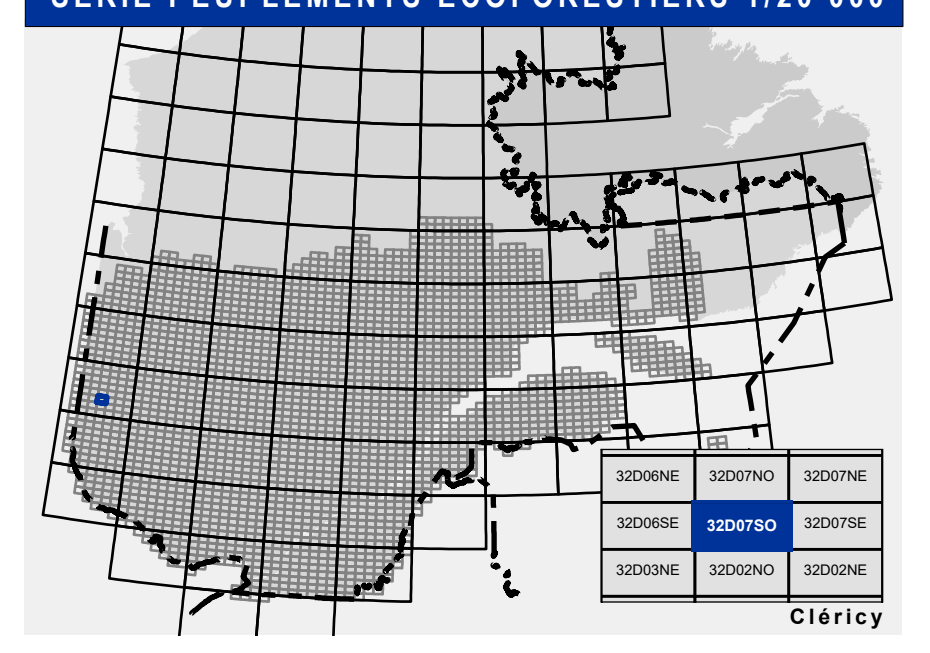 SÉRIE PEUPLEMENTS ÉCOFORESTIERS 1/20 000
32D06NE 32D07NO 32D07NE
32D06SE 32D07SO 32D07SE
32D03NE 32D02NO 32D02NE
Cléricy